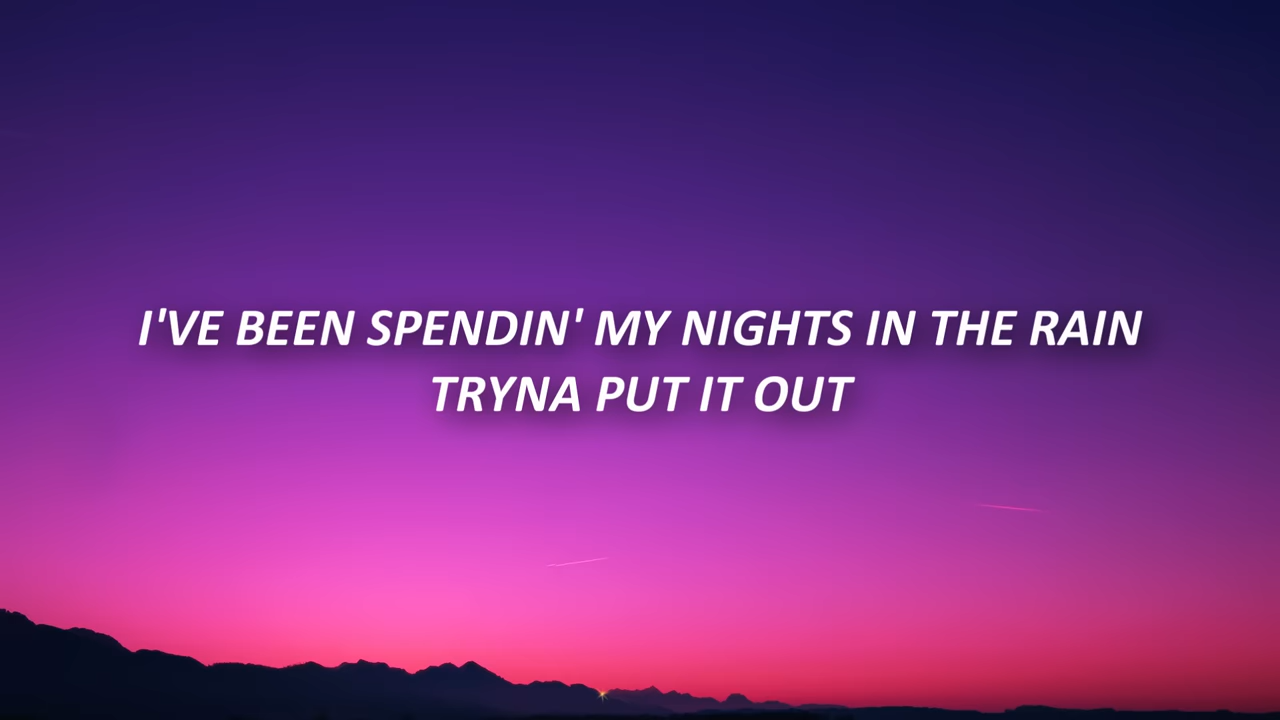 I'VE BEEN SPENDIN' MY NIGHTS IN THE RAIN
TRYNA PUT IT OUT